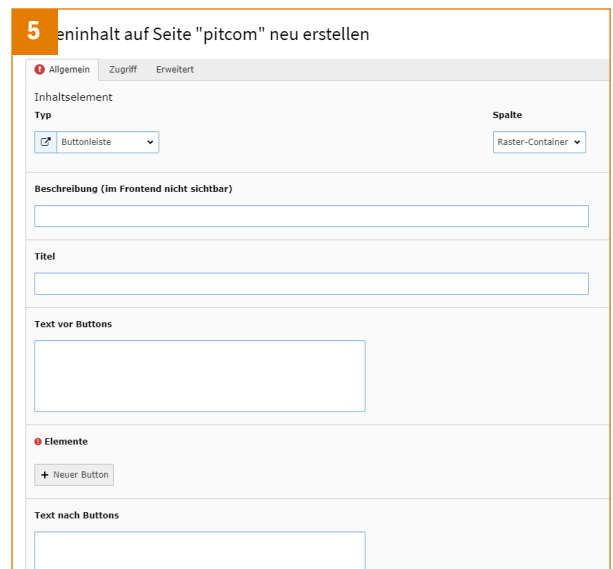 5
eninhalt auf Seite "pitcom" neu erstellen
Allgemein Zugriff Erweitert
Inhaltselement
Typ Spalte
Buttonleiste Raster-Container
Beschreibung (im Frontend nicht sichtbar)
Titel
Text vor Buttons
Elemente
+ Neuer Button
Text nach Buttons